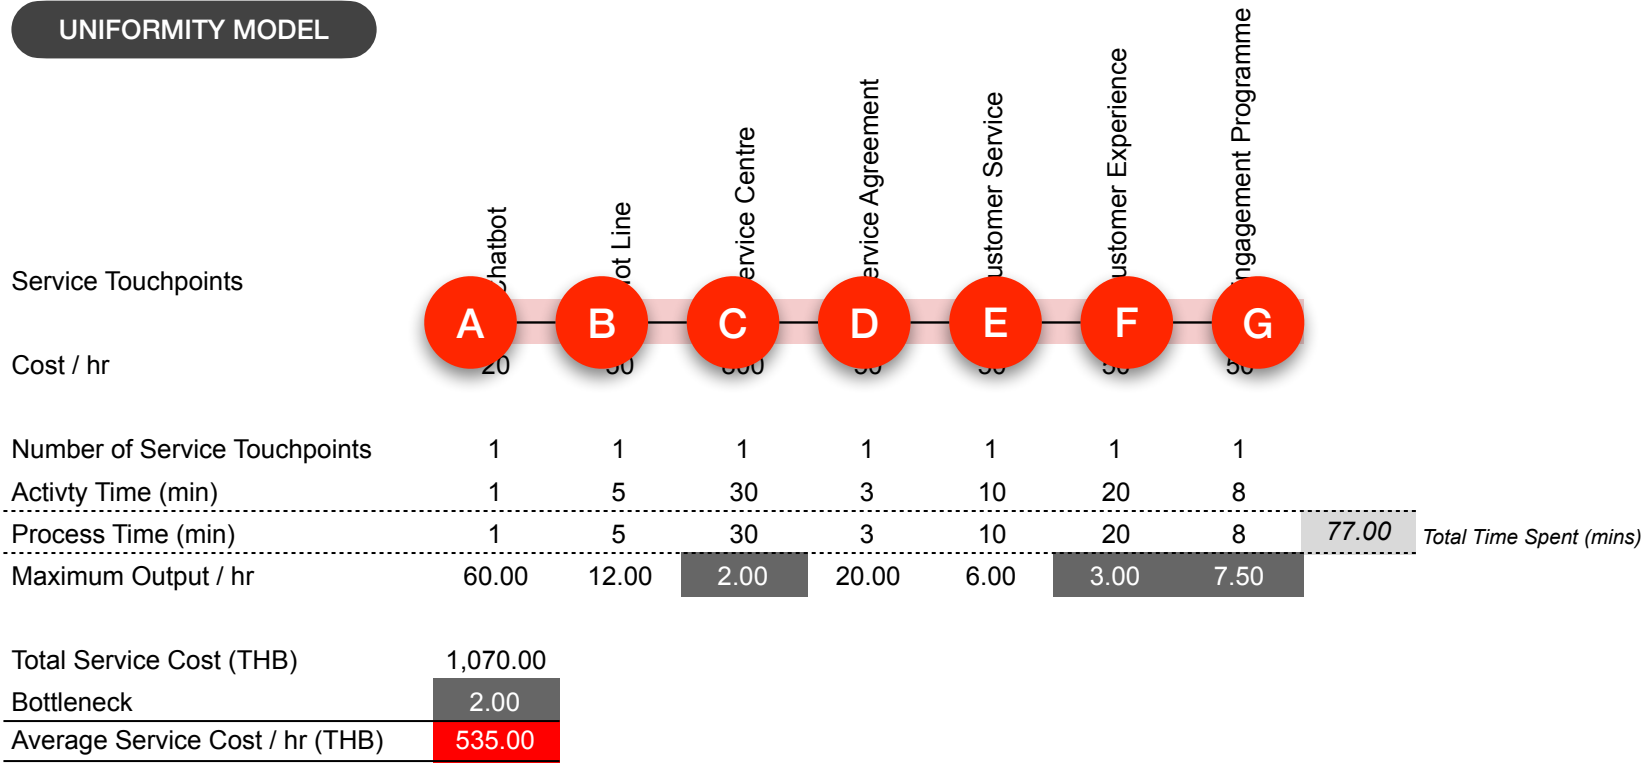 UNIFORMITY MODEL
hatbot
ot Line
ervice Centre
ervice Agreement
ustomer Service
ustomer Experience
ngagement Programme
Service Touchpoints
A B C D E F G
Cost / hr 20 50 50
Number of Service Touchpoints 1 1 1 1 1 1 1
Activty Time (min) 1 5 30 3 10 20 8
Process Time (min) 1 5 30 3 10 20 8 77.00 Total Time Spent (mins)
Maximum Output / hr 60.00 12.00 2.00 20.00 6.00 3.00 7.50
Total Service Cost (THB) 1,070.00
Bottleneck 2.00
Average Service Cost / hr (THB) 535.00